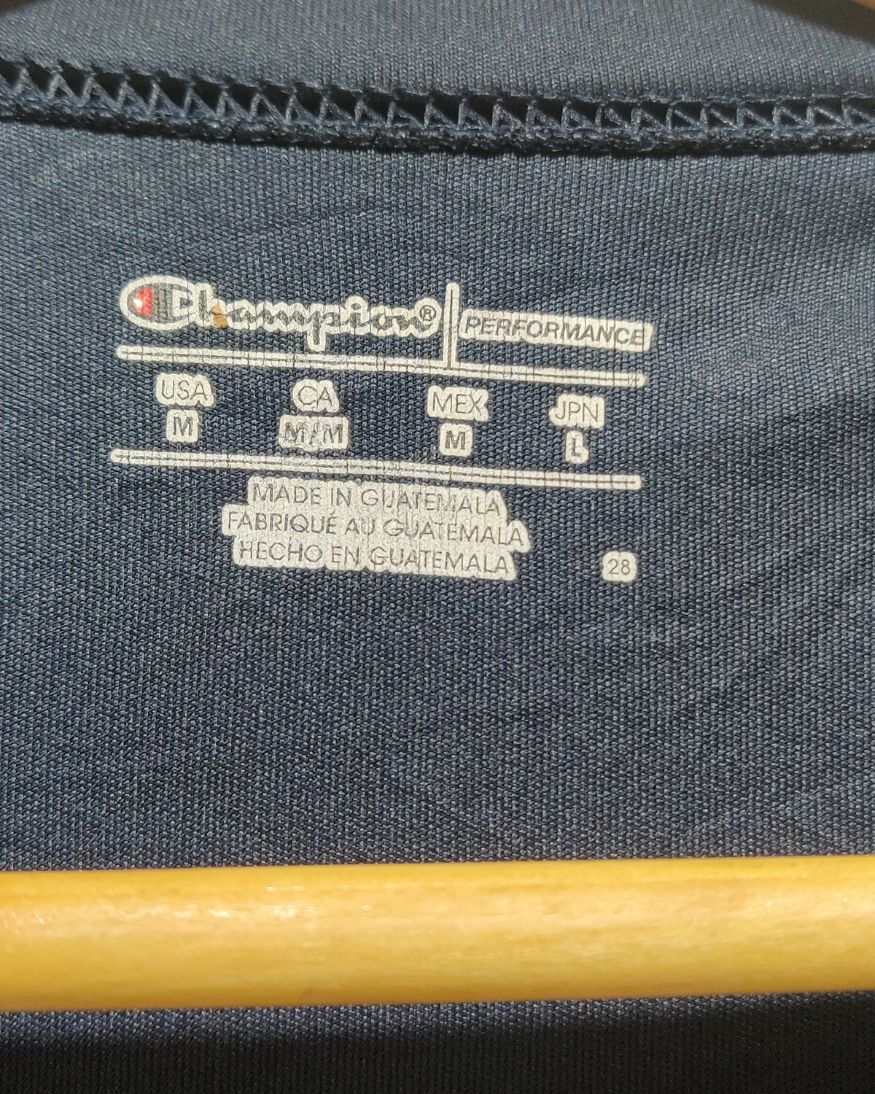 Champion® PERFORMANCE
USA CA MEX JPN
M M/M M L
MADE IN GUATEMALA
FABRIQUÉ AU GUATEMALA
HECHO EN GUATEMALA 28